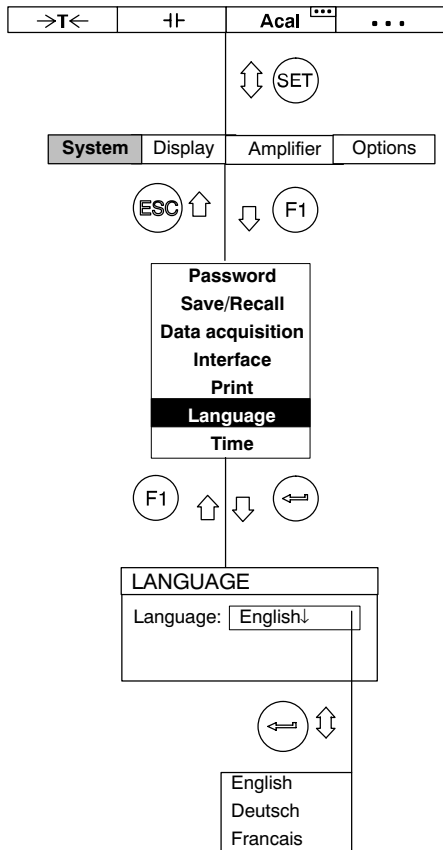 →T← ⊣⊢ Acal ... ...
SET
System Display Amplifier Options
ESC F1
Password
Save/Recall
Data acquisition
Interface
Print
Language
Time
F1
LANGUAGE
Language: English↓
English
Deutsch
Francais